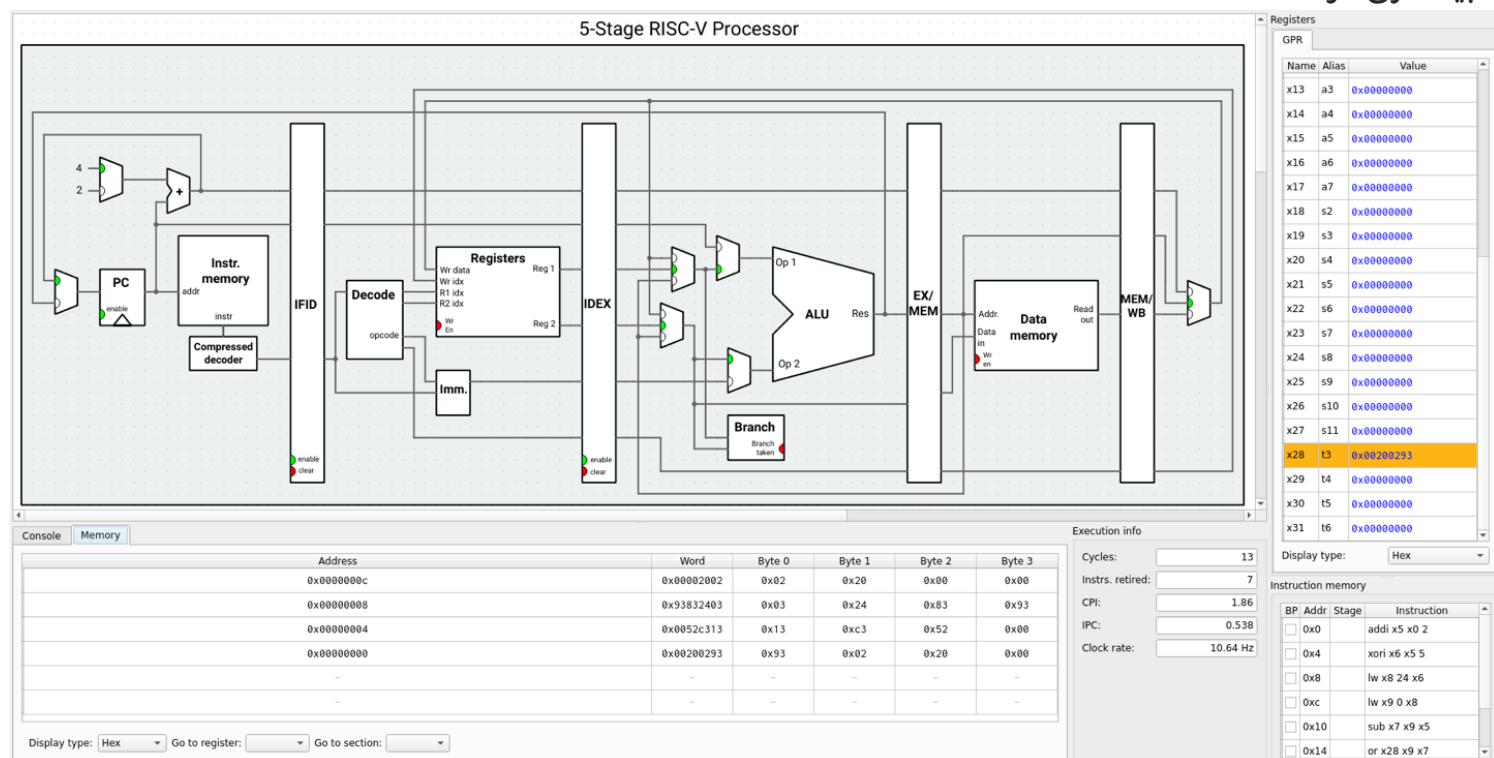 5-Stage RISC-V Processor
4
2
+
PC
enable
Instr.
memory
addr
instr
Compressed
decoder
IFID
enable
clear
Decode
opcode
Registers
Wr data
Wr idx
R1 idx
R2 idx
Wr
En
Reg 1
Reg 2
Imm.
IDEX
enable
clear
Op 1
ALU
Res
Op 2
Branch
Branch
taken
EX/
MEM
Addr.
Data
in
Wr
en
Data
memory
Read
out
MEM/
WB
Registers
GPR
Name Alias Value
x13 a3 0x00000000
x14 a4 0x00000000
x15 a5 0x00000000
x16 a6 0x00000000
x17 a7 0x00000000
x18 s2 0x00000000
x19 s3 0x00000000
x20 s4 0x00000000
x21 s5 0x00000000
x22 s6 0x00000000
x23 s7 0x00000000
x24 s8 0x00000000
x25 s9 0x00000000
x26 s10 0x00000000
x27 s11 0x00000000
x28 t3 0x00200293
x29 t4 0x00000000
x30 t5 0x00000000
x31 t6 0x00000000
Display type: Hex
Console Memory
Address Word Byte 0 Byte 1 Byte 2 Byte 3
0x0000000c 0x00002002 0x02 0x20 0x00 0x00
0x00000008 0x93832403 0x03 0x24 0x83 0x93
0x00000004 0x0052c313 0x13 0xc3 0x52 0x00
0x00000000 0x00200293 0x93 0x02 0x20 0x00
– – – – – –
– – – – – –
Display type: Hex Go to register: Go to section:
Execution info
Cycles: 13
Instrs. retired: 7
CPI: 1.86
IPC: 0.538
Clock rate: 10.64 Hz
Instruction memory
BP Addr Stage Instruction
0x0 addi x5 x0 2
0x4 xori x6 x5 5
0x8 lw x8 24 x6
0xc lw x9 0 x8
0x10 sub x7 x9 x5
0x14 or x28 x9 x7